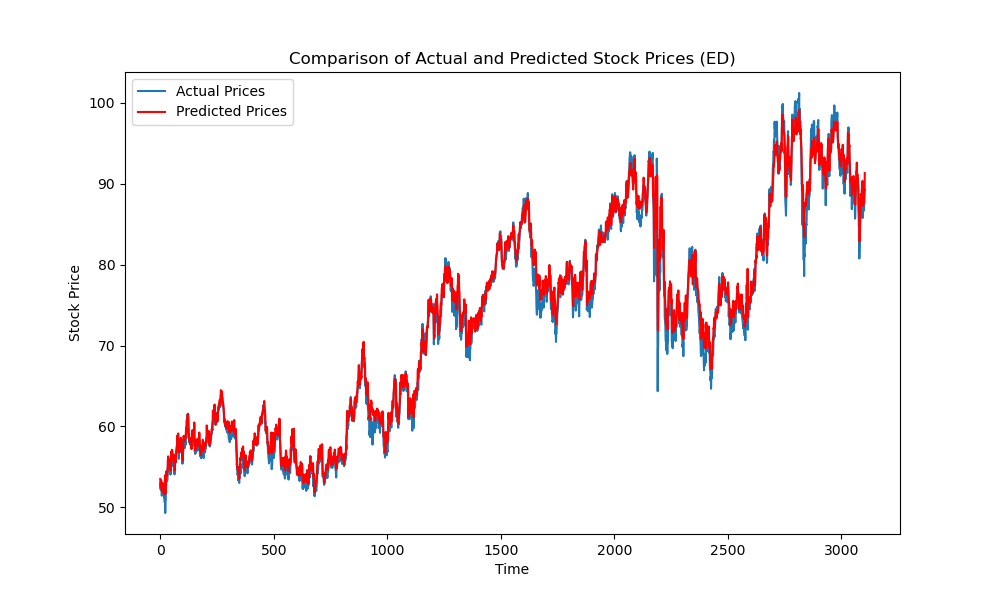 Comparison of Actual and Predicted Stock Prices (ED)
Actual Prices
Predicted Prices
Stock Price
100
90
80
70
60
50
0 500 1000 1500 2000 2500 3000
Time